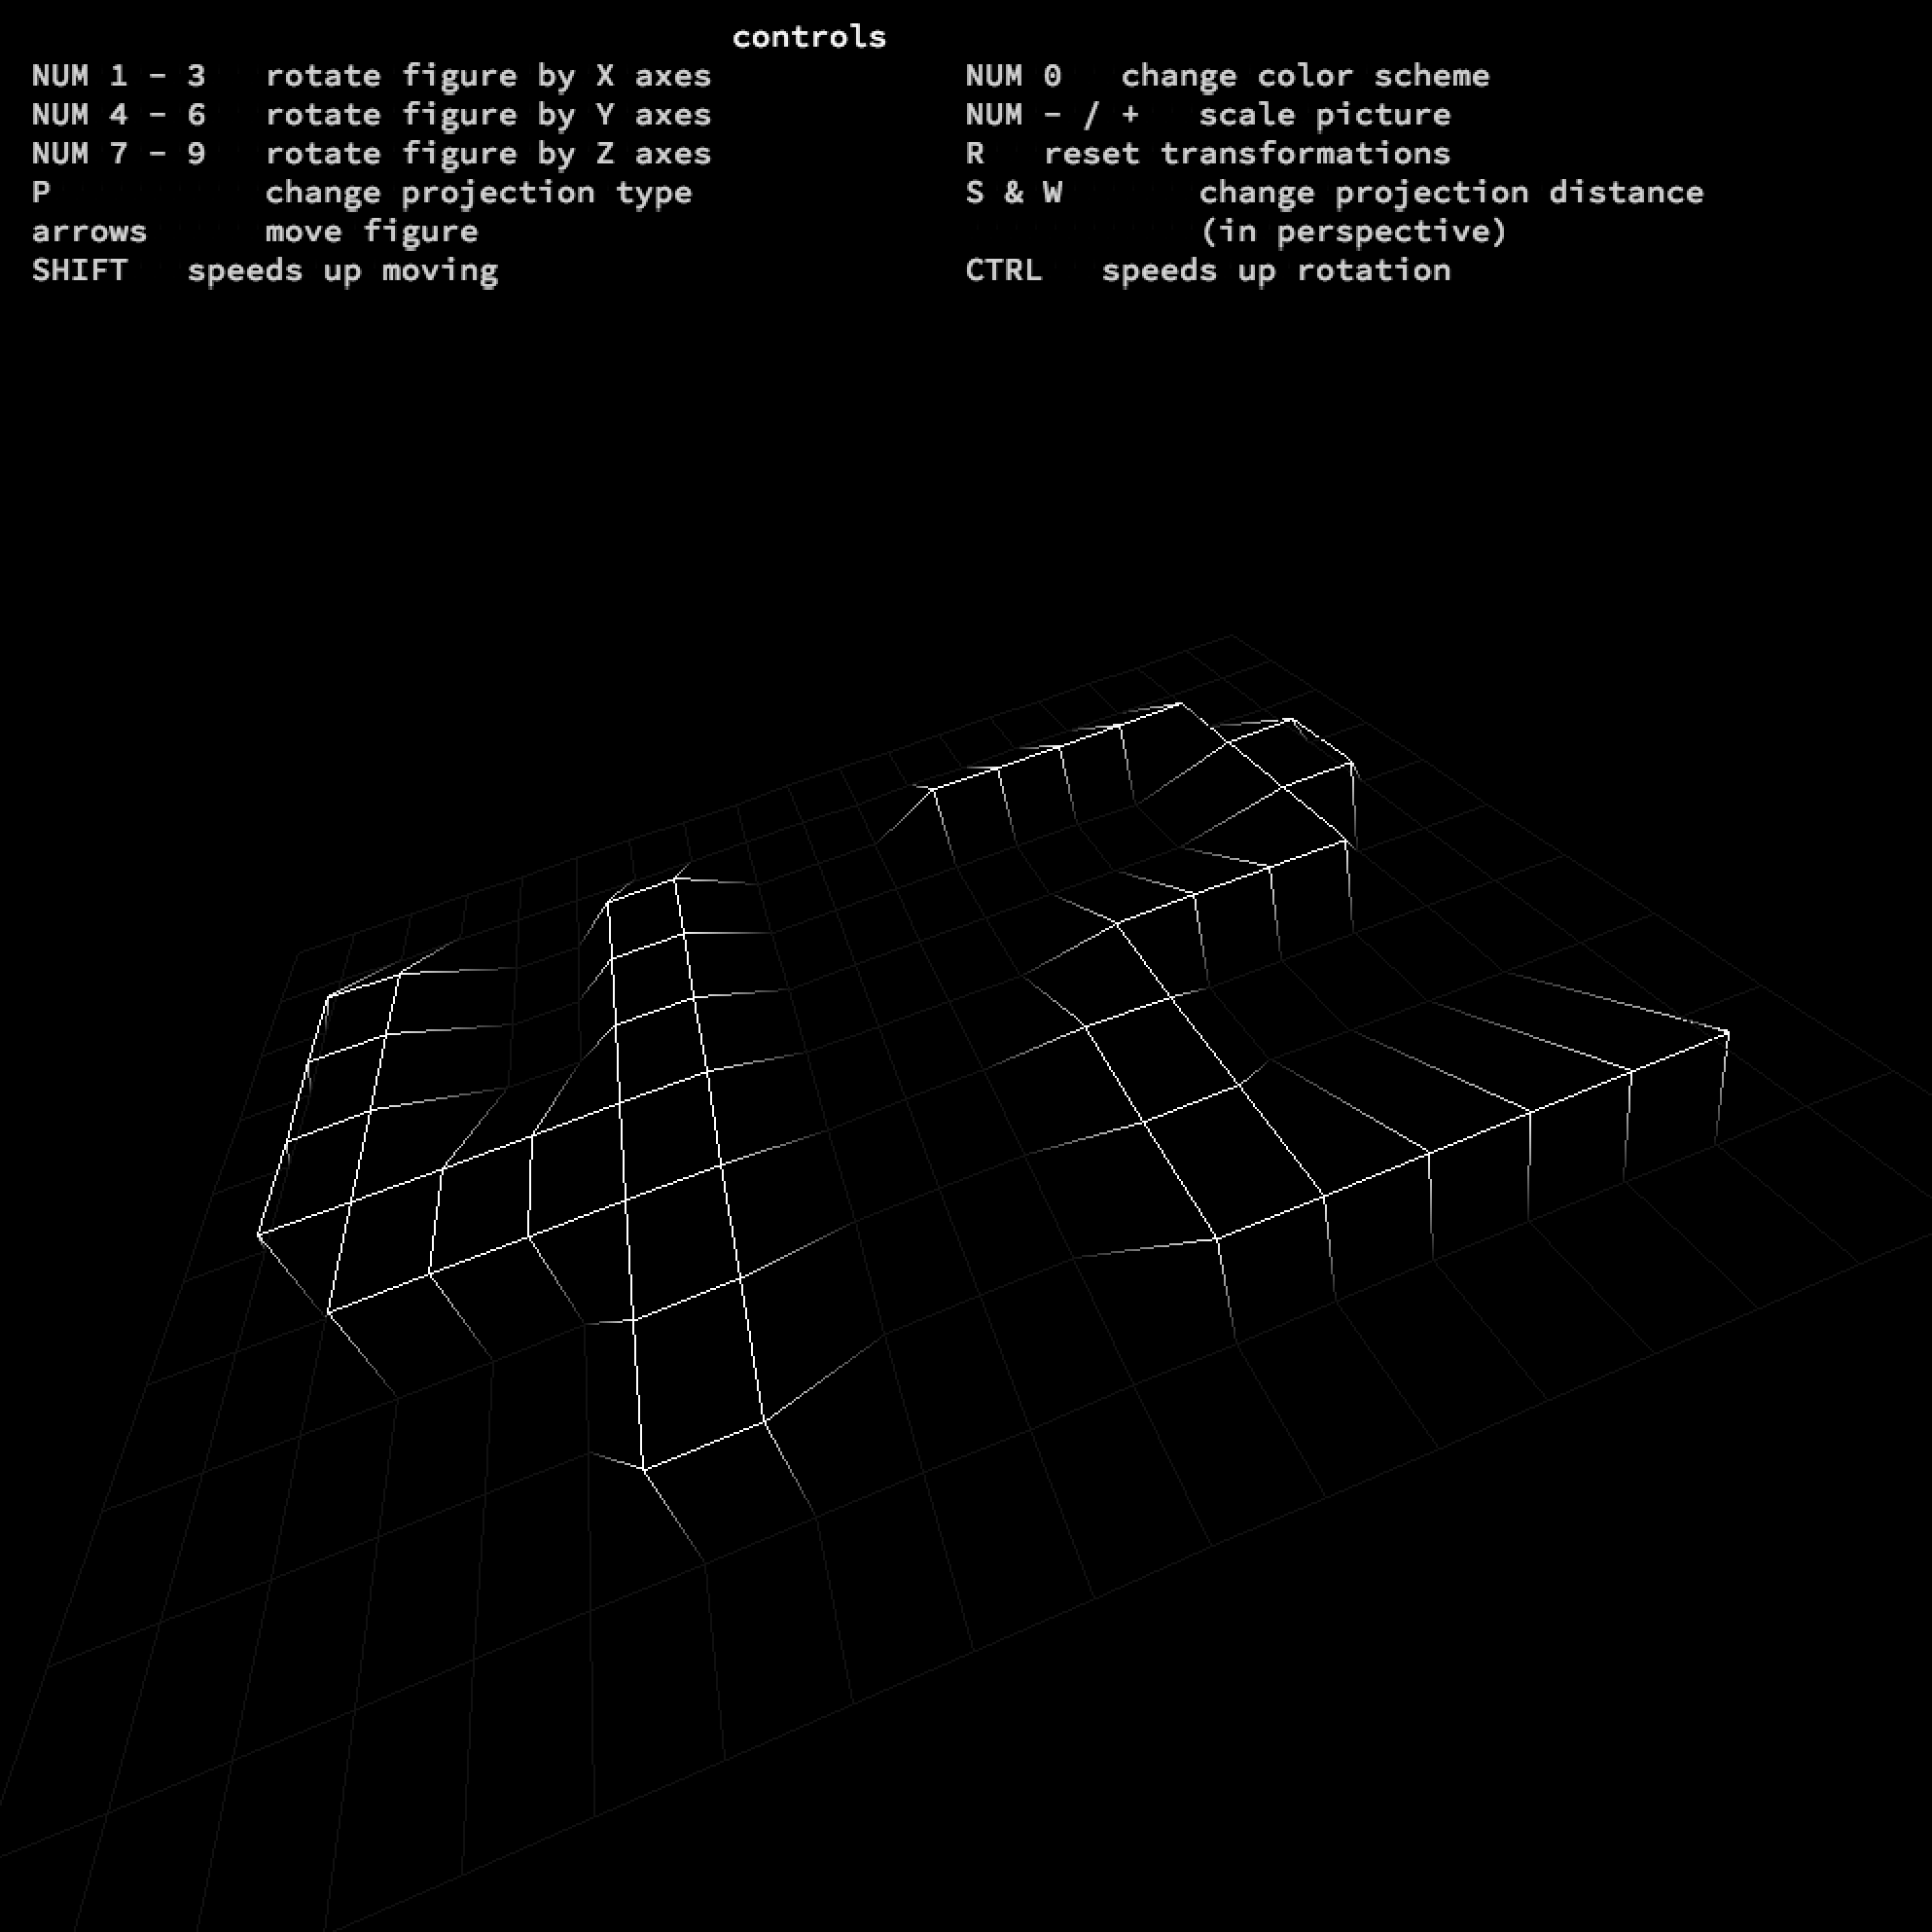 controls
NUM 1 - 3 rotate figure by X axes NUM 0 change color scheme
NUM 4 - 6 rotate figure by Y axes NUM - / + scale picture
NUM 7 - 9 rotate figure by Z axes R reset transformations
P change projection type S & W change projection distance
arrows move figure (in perspective)
SHIFT speeds up moving CTRL speeds up rotation